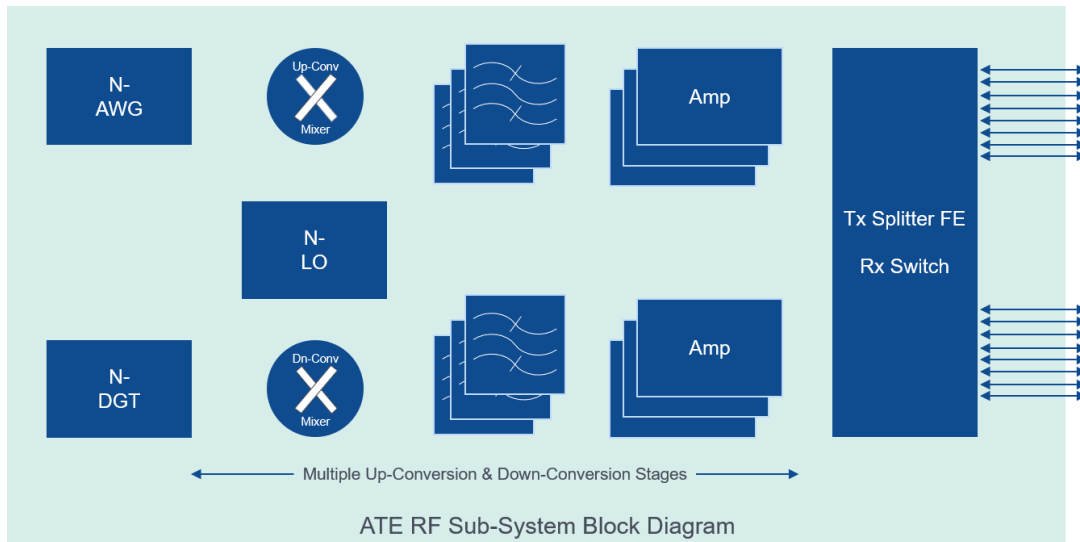 N-
AWG
Up-Conv
Mixer
Amp
N-
LO
Tx Splitter FE
Rx Switch
N-
DGT
Dn-Conv
Mixer
Amp
Multiple Up-Conversion & Down-Conversion Stages
ATE RF Sub-System Block Diagram